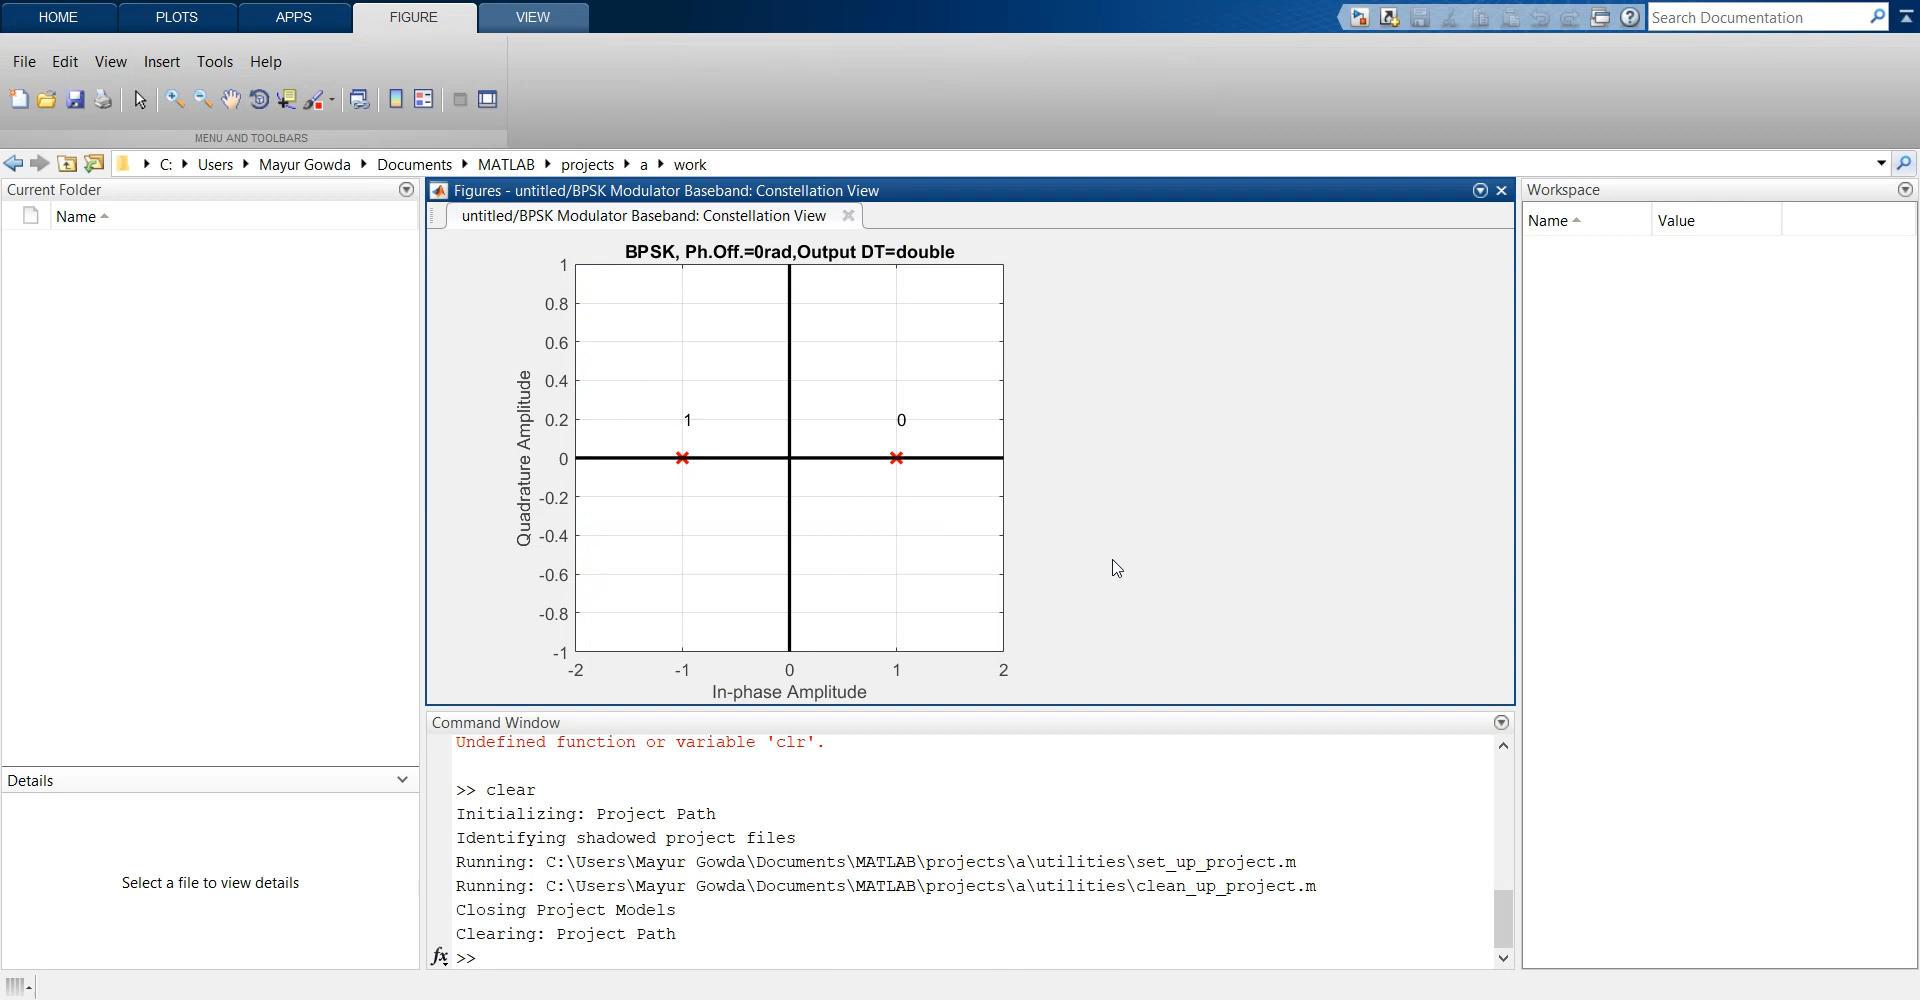 HOME PLOTS APPS FIGURE VIEW Search Documentation
File Edit View Insert Tools Help
MENU AND TOOLBARS
C: Users Mayur Gowda Documents MATLAB projects a work
Current Folder
Name
Figures - untitled/BPSK Modulator Baseband: Constellation View
untitled/BPSK Modulator Baseband: Constellation View
BPSK, Ph.Off.=0rad,Output DT=double
1
0.8
0.6
0.4
0.2
0
-0.2
-0.4
-0.6
-0.8
-1
Quadrature Amplitude
1 0
-2 -1 0 1 2
In-phase Amplitude
Workspace
Name Value
Details
Select a file to view details
Command Window
Undefined function or variable 'clr'.
>> clear
Initializing: Project Path
Identifying shadowed project files
Running: C:\Users\Mayur Gowda\Documents\MATLAB\projects\a\utilities\set_up_project.m
Running: C:\Users\Mayur Gowda\Documents\MATLAB\projects\a\utilities\clean_up_project.m
Closing Project Models
Clearing: Project Path
fx >>